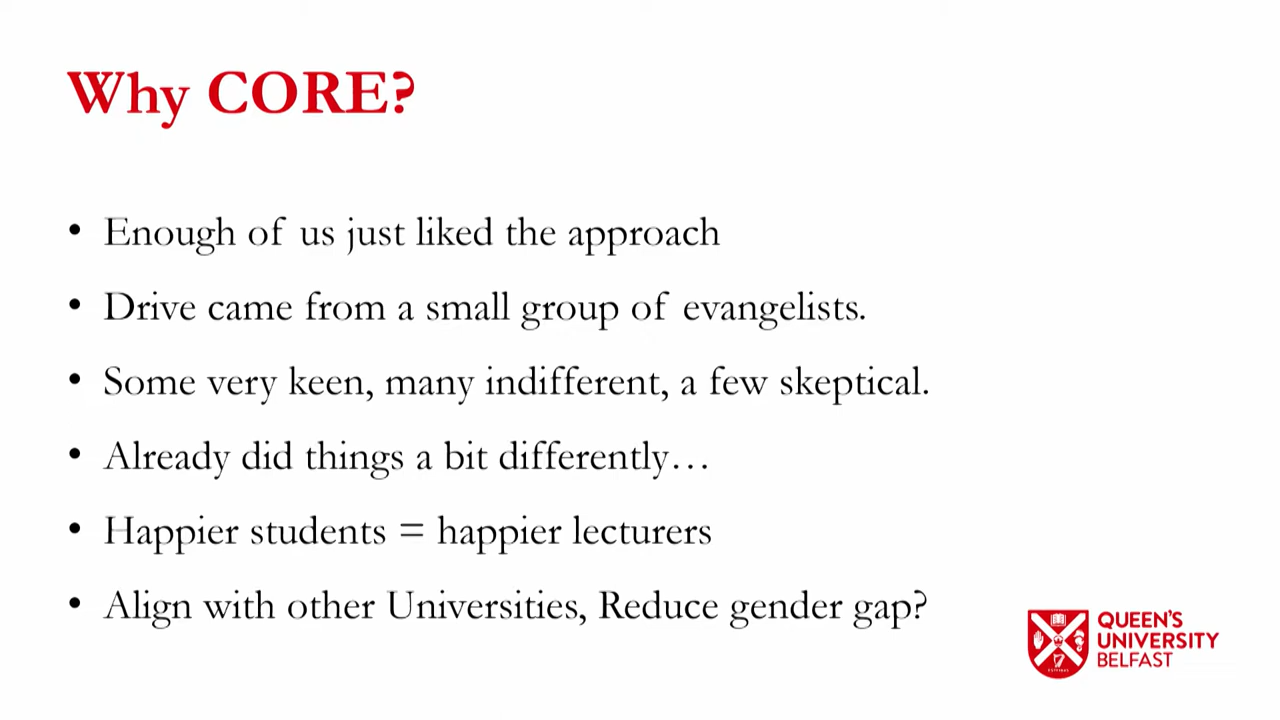 Why CORE?
• Enough of us just liked the approach
• Drive came from a small group of evangelists.
• Some very keen, many indifferent, a few skeptical.
• Already did things a bit differently…
• Happier students = happier lecturers
• Align with other Universities, Reduce gender gap?
QUEEN'S
UNIVERSITY
BELFAST